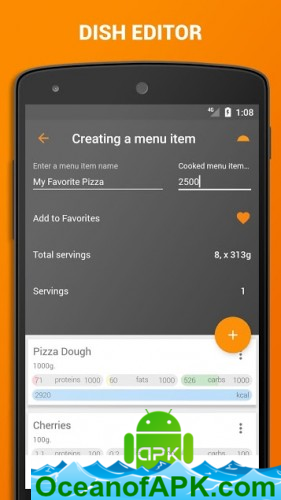 DISH EDITOR
4G 1:08
Creating a menu item
Enter a menu item name Cooked menu item...
My Favorite Pizza 2500
Add to Favorites
Total servings 8, x 313g
Servings 1
+
Pizza Dough
1000g.
71 proteins 1000 60 fats 1000 526 carbs 1000
2920 kcal
Cherries
100g.
1.1 proteins 100 0.2 100 100
APK
OceanofAPK.com